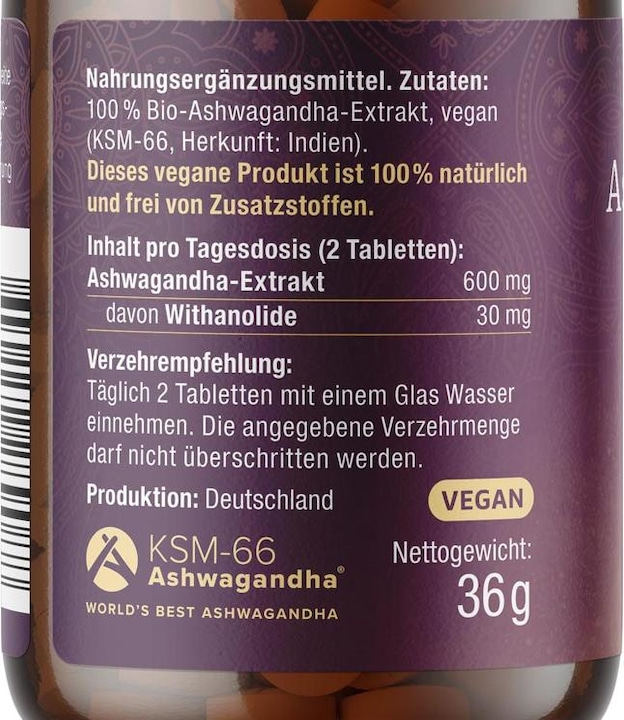 Nahrungsergänzungsmittel. Zutaten:
100 % Bio-Ashwagandha-Extrakt, vegan
(KSM-66, Herkunft: Indien).
Dieses vegane Produkt ist 100 % natürlich
und frei von Zusatzstoffen.
Inhalt pro Tagesdosis (2 Tabletten):
Ashwagandha-Extrakt 600 mg
davon Withanolide 30 mg
Verzehrempfehlung:
Täglich 2 Tabletten mit einem Glas Wasser
einnehmen. Die angegebene Verzehrmenge
darf nicht überschritten werden.
Produktion: Deutschland
VEGAN
KSM-66
Ashwagandha®
WORLD'S BEST ASHWAGANDHA
Nettogewicht:
36 g